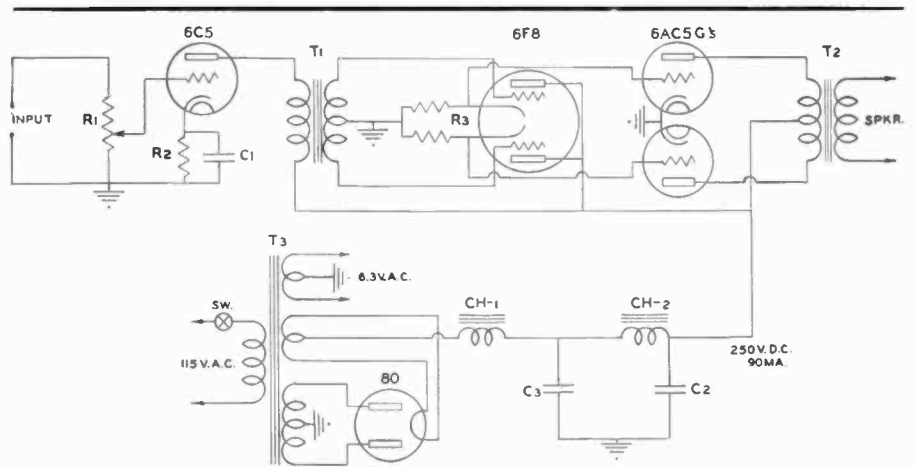 6C5
T1
6F8
6AC5G's
T2
INPUT
R1
R2
C1
R3
SPKR.
T3
6.3V.A.C.
SW.
115V.A.C.
80
CH-1
CH-2
C3
C2
250V.D.C.
90MA.